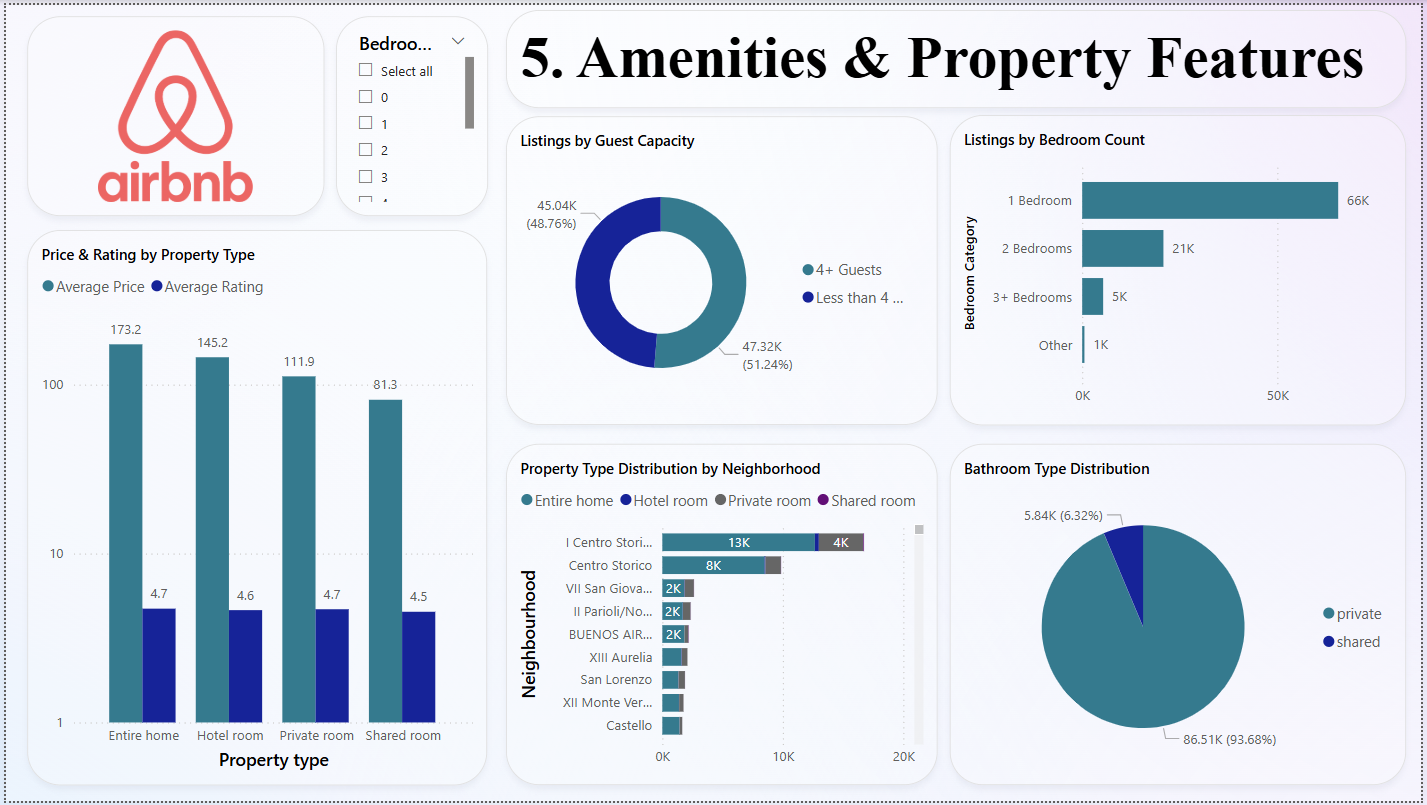 airbnb
Bedroo...
Select all
0
1
2
3
5. Amenities & Property Features
Price & Rating by Property Type
Average Price Average Rating
173.2
145.2
111.9
81.3
100
10
1
4.7
4.6
4.7
4.5
Entire home Hotel room Private room Shared room
Property type
Listings by Guest Capacity
45.04K
(48.76%)
47.32K
(51.24%)
4+ Guests
Less than 4 ...
Listings by Bedroom Count
Bedroom Category
1 Bedroom 66K
2 Bedrooms 21K
3+ Bedrooms 5K
Other 1K
0K 50K
Property Type Distribution by Neighborhood
Entire home Hotel room Private room Shared room
Neighbourhood
I Centro Stori... 13K 4K
Centro Storico 8K
VII San Giova... 2K
II Parioli/No... 2K
BUENOS AIR... 2K
XIII Aurelia
San Lorenzo
XII Monte Ver...
Castello
0K 10K 20K
Bathroom Type Distribution
5.84K (6.32%)
86.51K (93.68%)
private
shared